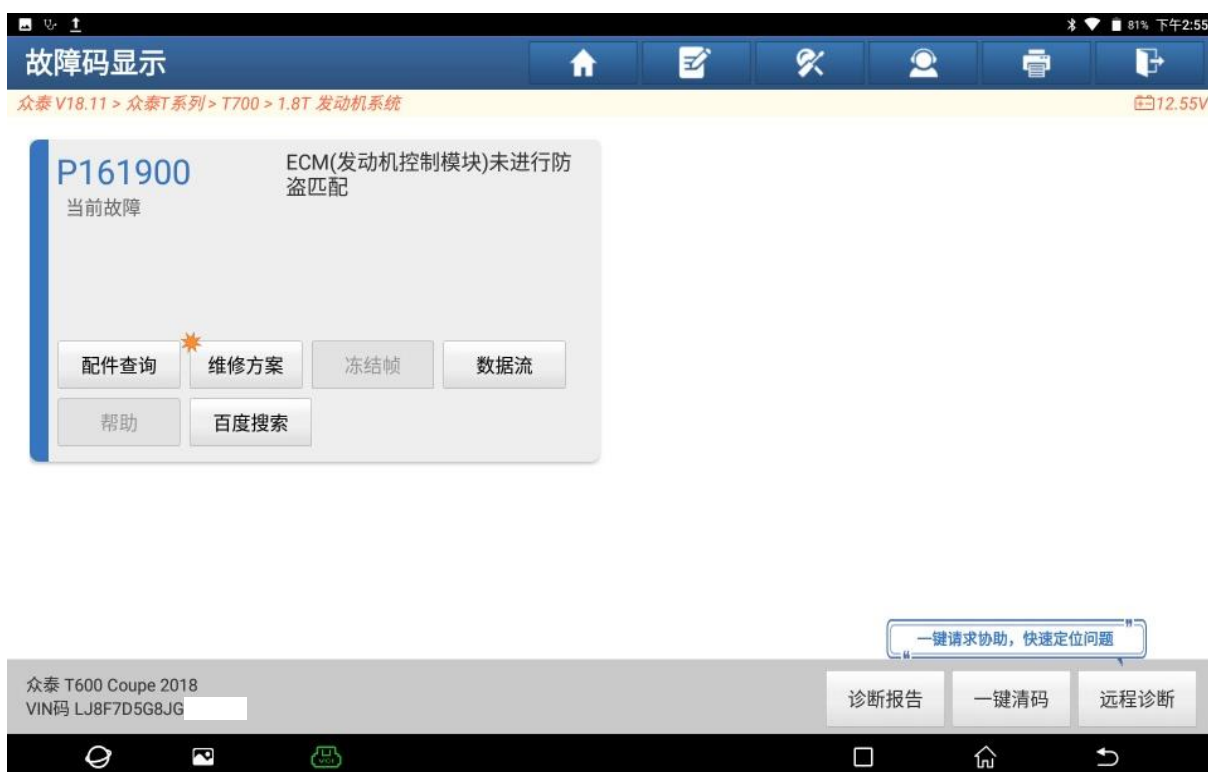 81% 下午2:55
故障码显示
众泰 V18.11 > 众泰T系列 > T700 > 1.8T 发动机系统
12.55V
P161900
当前故障
ECM(发动机控制模块)未进行防
盗匹配
配件查询
维修方案
冻结帧
数据流
帮助
百度搜索
一键请求协助，快速定位问题
众泰 T600 Coupe 2018
VIN码 LJ8F7D5G8JG
诊断报告
一键清码
远程诊断
VCI